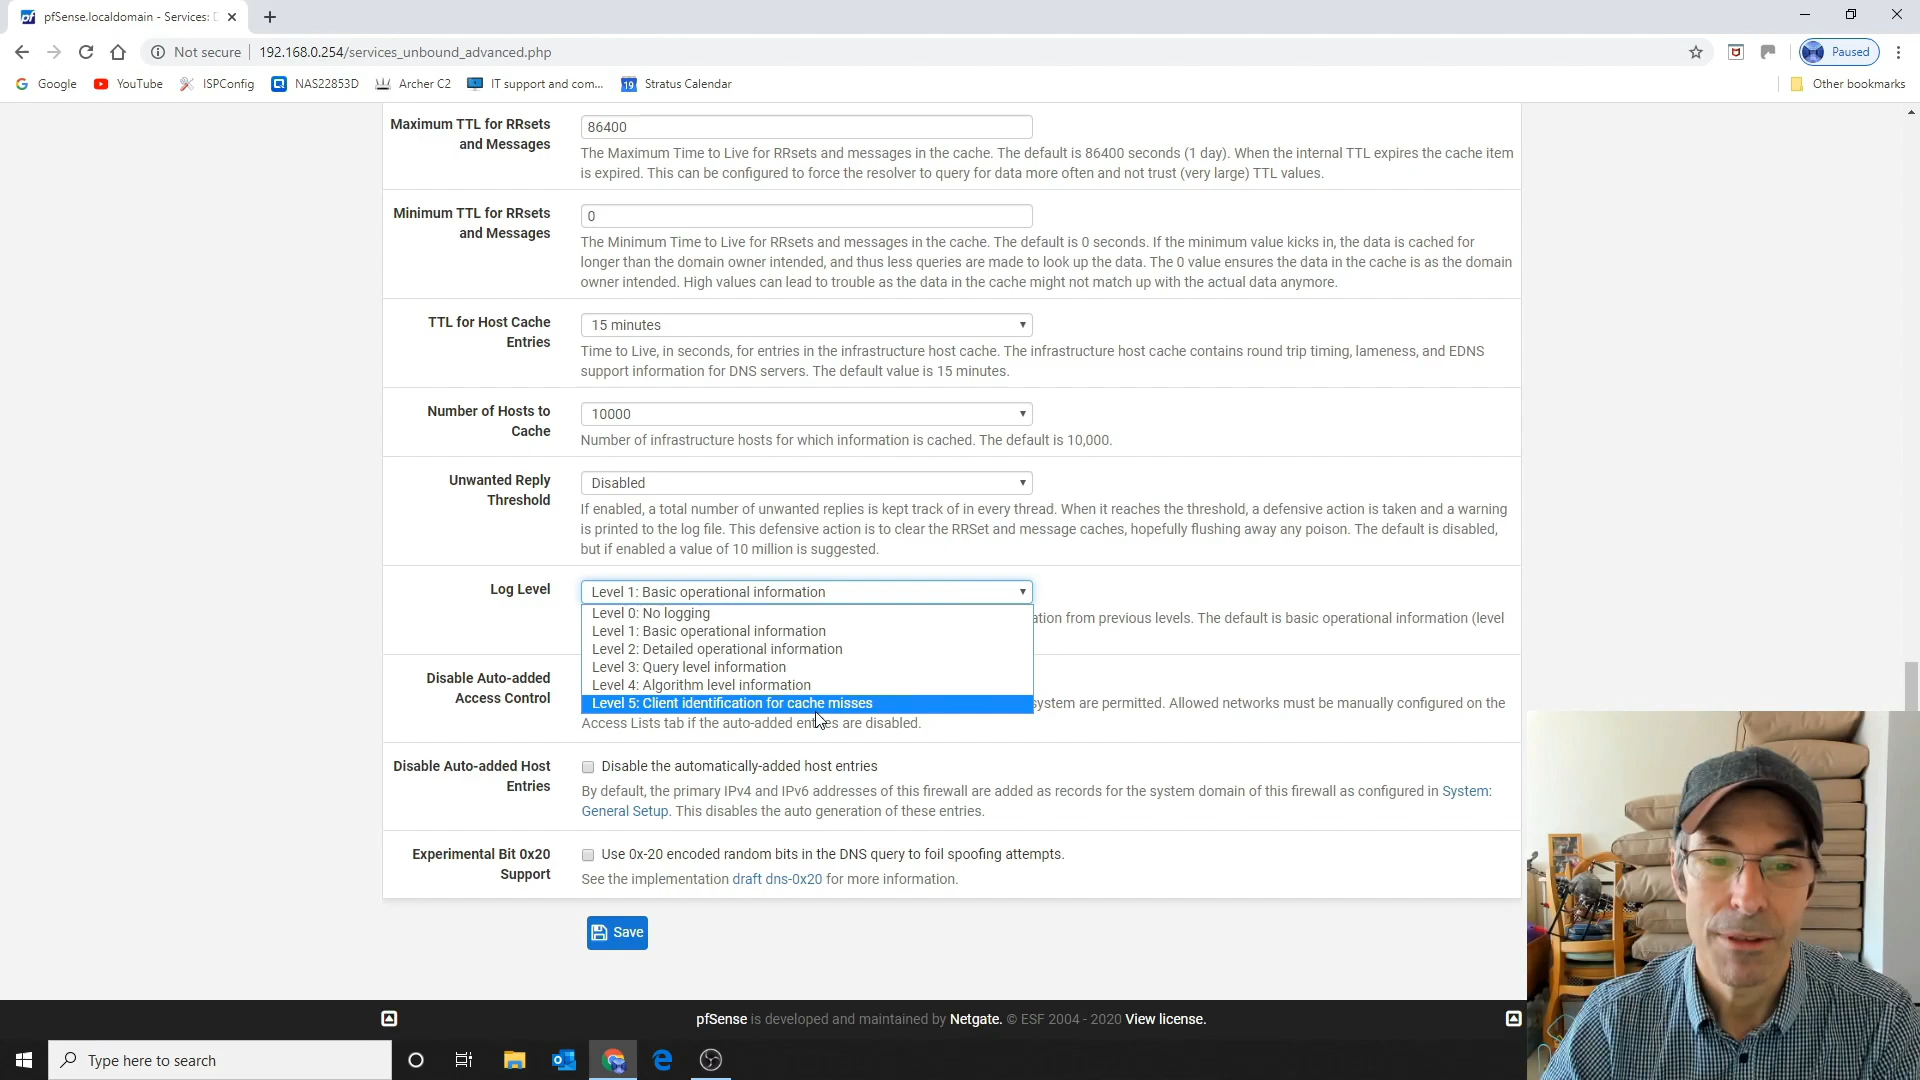 pfSense.localdomain - Services: D
Not secure
192.168.0.254/services_unbound_advanced.php
Paused
Google
YouTube
ISPConfig
NAS22853D
Archer C2
IT support and com...
19
Stratus Calendar
Other bookmarks
Maximum TTL for RRsets
and Messages
86400
The Maximum Time to Live for RRsets and messages in the cache. The default is 86400 seconds (1 day). When the internal TTL expires the cache item
is expired. This can be configured to force the resolver to query for data more often and not trust (very large) TTL values.
Minimum TTL for RRsets
and Messages
0
The Minimum Time to Live for RRsets and messages in the cache. The default is 0 seconds. If the minimum value kicks in, the data is cached for
longer than the domain owner intended, and thus less queries are made to look up the data. The 0 value ensures the data in the cache is as the domain
owner intended. High values can lead to trouble as the data in the cache might not match up with the actual data anymore.
TTL for Host Cache
Entries
15 minutes
Time to Live, in seconds, for entries in the infrastructure host cache. The infrastructure host cache contains round trip timing, lameness, and EDNS
support information for DNS servers. The default value is 15 minutes.
Number of Hosts to
Cache
10000
Number of infrastructure hosts for which information is cached. The default is 10,000.
Unwanted Reply
Threshold
Disabled
If enabled, a total number of unwanted replies is kept track of in every thread. When it reaches the threshold, a defensive action is taken and a warning
is printed to the log file. This defensive action is to clear the RRSet and message caches, hopefully flushing away any poison. The default is disabled,
but if enabled a value of 10 million is suggested.
Log Level
Level 1: Basic operational information
Level 0: No logging
Level 1: Basic operational information
Level 2: Detailed operational information
Level 3: Query level information
Level 4: Algorithm level information
Level 5: Client identification for cache misses
ation from previous levels. The default is basic operational information (level
Disable Auto-added
Access Control
system are permitted. Allowed networks must be manually configured on the
Access Lists tab if the auto-added entries are disabled.
Disable Auto-added Host
Entries
Disable the automatically-added host entries
By default, the primary IPv4 and IPv6 addresses of this firewall are added as records for the system domain of this firewall as configured in System:
General Setup. This disables the auto generation of these entries.
Experimental Bit 0x20
Support
Use 0x-20 encoded random bits in the DNS query to foil spoofing attempts.
See the implementation draft dns-0x20 for more information.
Save
pfSense is developed and maintained by Netgate. © ESF 2004 - 2020 View license.
Type here to search